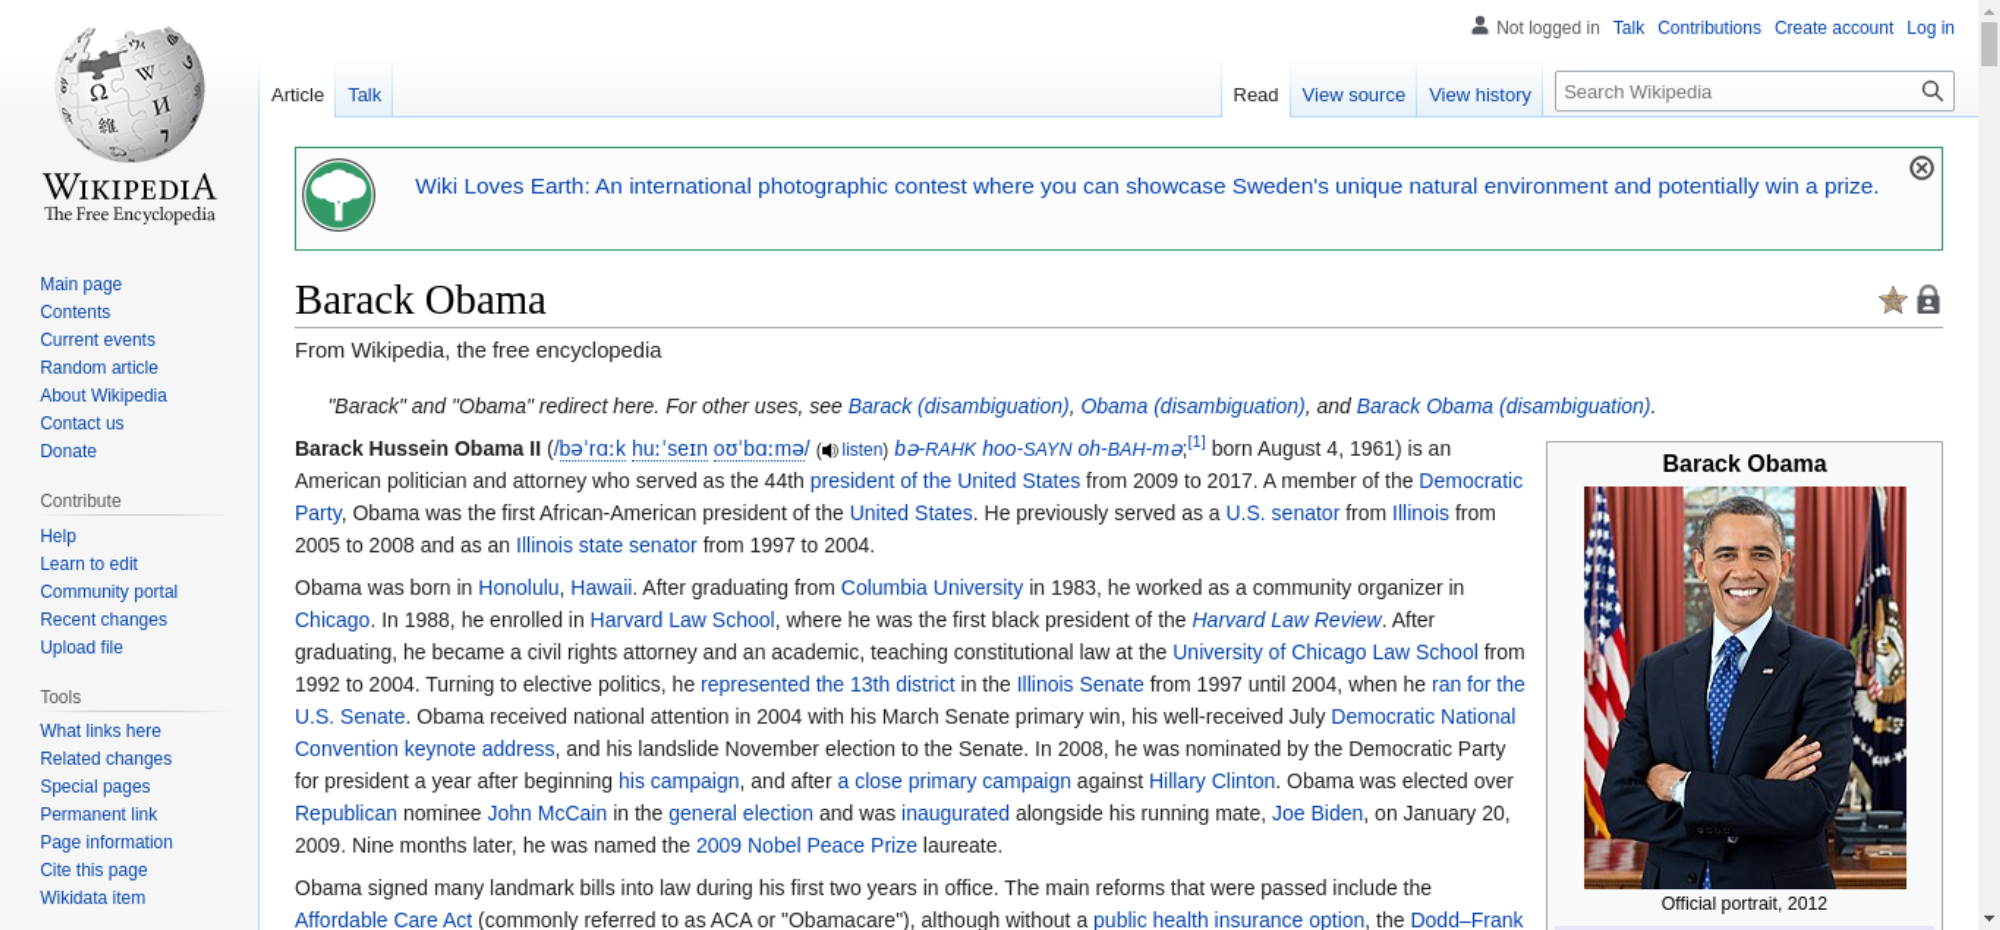 Not logged in Talk Contributions Create account Log in
Article Talk Read View source View history Search Wikipedia
WIKIPEDIA
The Free Encyclopedia
Main page
Contents
Current events
Random article
About Wikipedia
Contact us
Donate
Contribute
Help
Learn to edit
Community portal
Recent changes
Upload file
Tools
What links here
Related changes
Special pages
Permanent link
Page information
Cite this page
Wikidata item
Wiki Loves Earth: An international photographic contest where you can showcase Sweden's unique natural environment and potentially win a prize.
Barack Obama
From Wikipedia, the free encyclopedia
"Barack" and "Obama" redirect here. For other uses, see Barack (disambiguation), Obama (disambiguation), and Barack Obama (disambiguation).
Barack Hussein Obama II (/bəˈrɑːk huːˈseɪn oʊˈbɑːmə/ (listen) bə-RAHK hoo-SAYN oh-BAH-mə;[1] born August 4, 1961) is an
American politician and attorney who served as the 44th president of the United States from 2009 to 2017. A member of the Democratic
Party, Obama was the first African-American president of the United States. He previously served as a U.S. senator from Illinois from
2005 to 2008 and as an Illinois state senator from 1997 to 2004.
Obama was born in Honolulu, Hawaii. After graduating from Columbia University in 1983, he worked as a community organizer in
Chicago. In 1988, he enrolled in Harvard Law School, where he was the first black president of the Harvard Law Review. After
graduating, he became a civil rights attorney and an academic, teaching constitutional law at the University of Chicago Law School from
1992 to 2004. Turning to elective politics, he represented the 13th district in the Illinois Senate from 1997 until 2004, when he ran for the
U.S. Senate. Obama received national attention in 2004 with his March Senate primary win, his well-received July Democratic National
Convention keynote address, and his landslide November election to the Senate. In 2008, he was nominated by the Democratic Party
for president a year after beginning his campaign, and after a close primary campaign against Hillary Clinton. Obama was elected over
Republican nominee John McCain in the general election and was inaugurated alongside his running mate, Joe Biden, on January 20,
2009. Nine months later, he was named the 2009 Nobel Peace Prize laureate.
Obama signed many landmark bills into law during his first two years in office. The main reforms that were passed include the
Affordable Care Act (commonly referred to as ACA or "Obamacare"), although without a public health insurance option, the Dodd–Frank
Barack Obama
Official portrait, 2012